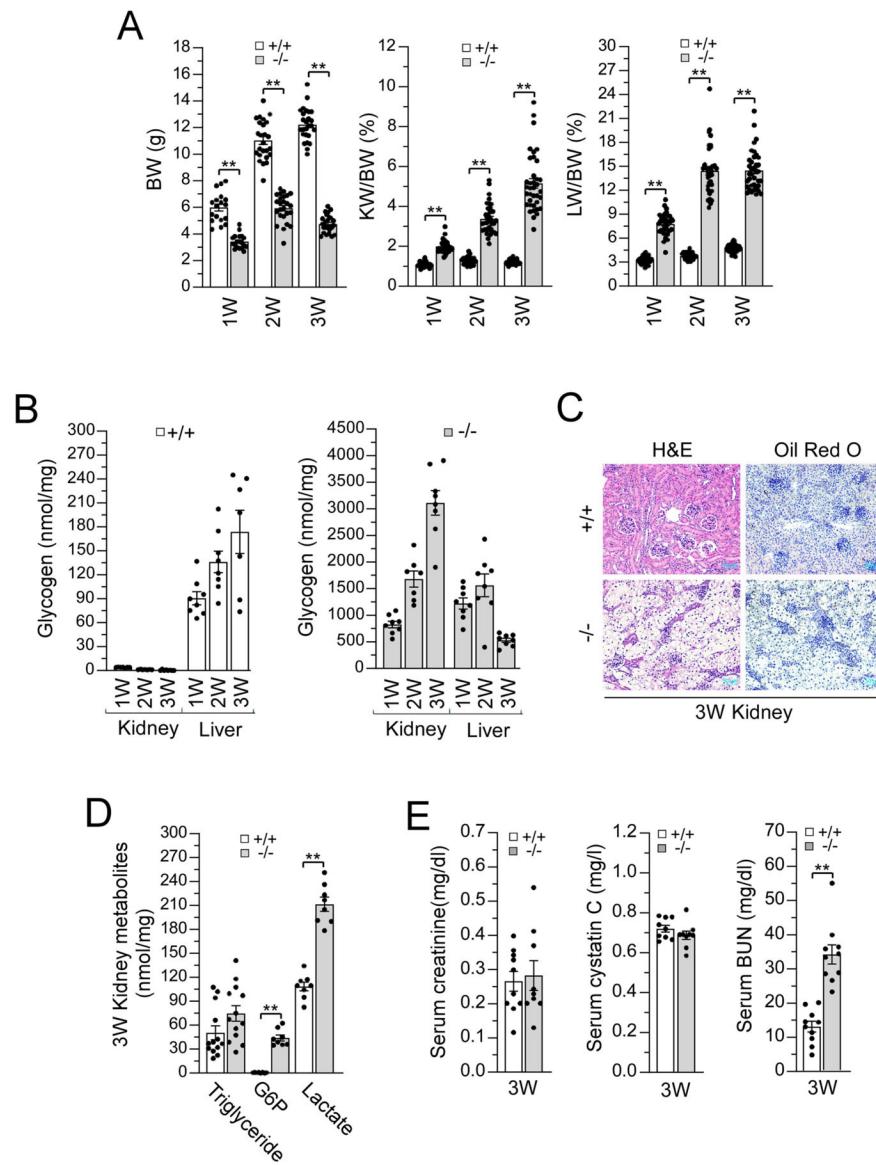 A
+/+
-/-
BW (g)
18
16
14
12
10
8
6
4
2
0
**
**
**
1W
2W
3W
+/+
-/-
KW/BW (%)
12
10
8
6
4
2
0
**
**
**
1W
2W
3W
+/+
-/-
LW/BW (%)
30
27
24
21
18
15
12
9
6
3
0
**
**
**
1W
2W
3W
B
+/+
Glycogen (nmol/mg)
300
270
240
210
180
150
120
90
60
30
0
1W
2W
3W
1W
2W
3W
Kidney
Liver
-/-
Glycogen (nmol/mg)
4500
4000
3500
3000
2500
2000
1500
1000
500
0
1W
2W
3W
1W
2W
3W
Kidney
Liver
C
H&E
Oil Red O
+/+
-/-
3W Kidney
D
+/+
-/-
3W Kidney metabolites
(nmol/mg)
300
270
240
210
180
150
120
90
60
30
0
**
**
Triglyceride
G6P
Lactate
E
+/+
-/-
Serum creatinine(mg/dl)
0.7
0.6
0.5
0.4
0.3
0.2
0.1
0.0
3W
+/+
-/-
Serum cystatin C (mg/l)
1.2
1.0
0.8
0.6
0.4
0.2
0.0
3W
+/+
-/-
Serum BUN (mg/dl)
70
60
50
40
30
20
10
0
**
3W